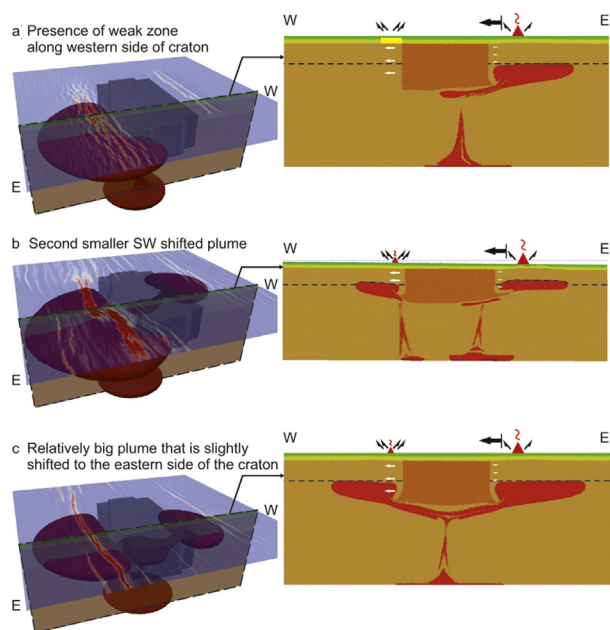 a Presence of weak zone
along western side of craton
W
E
W
E
b Second smaller SW shifted plume
W
E
W
E
c Relatively big plume that is slightly
shifted to the eastern side of the craton
W
E
W
E